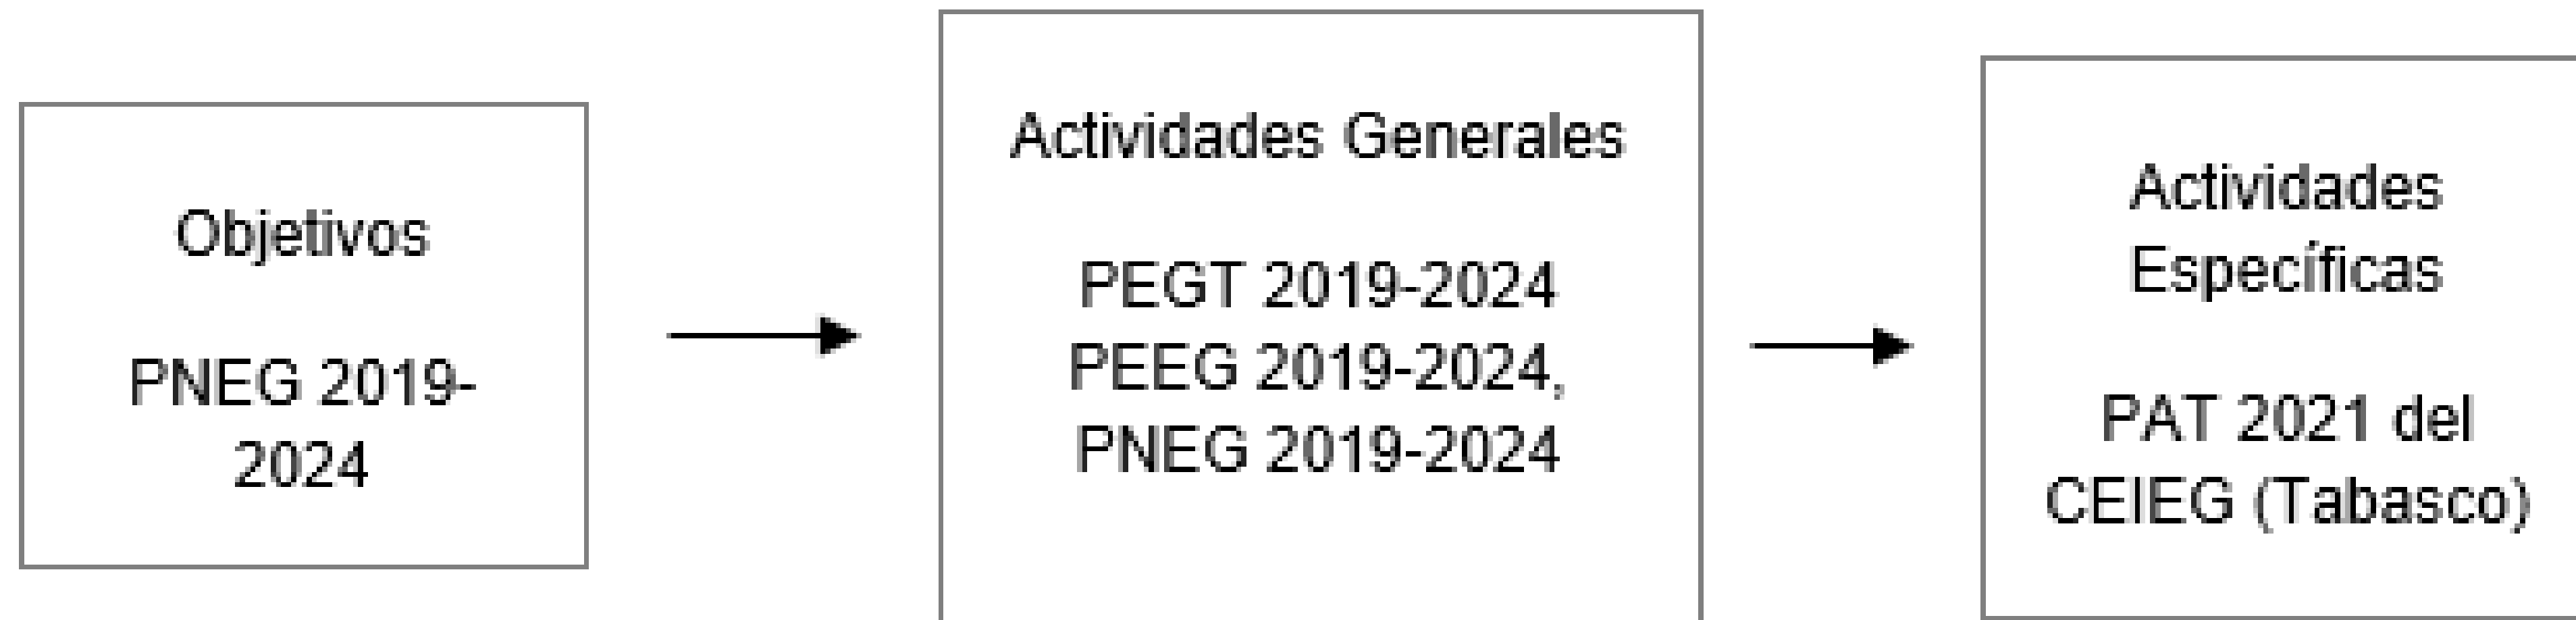 Objetivos
PNEG 2019-
2024
Actividades Generales
PEGT 2019-2024
PEEG 2019-2024,
PNEG 2019-2024
Actividades
Específicas
PAT 2021 del
CEIEG (Tabasco)